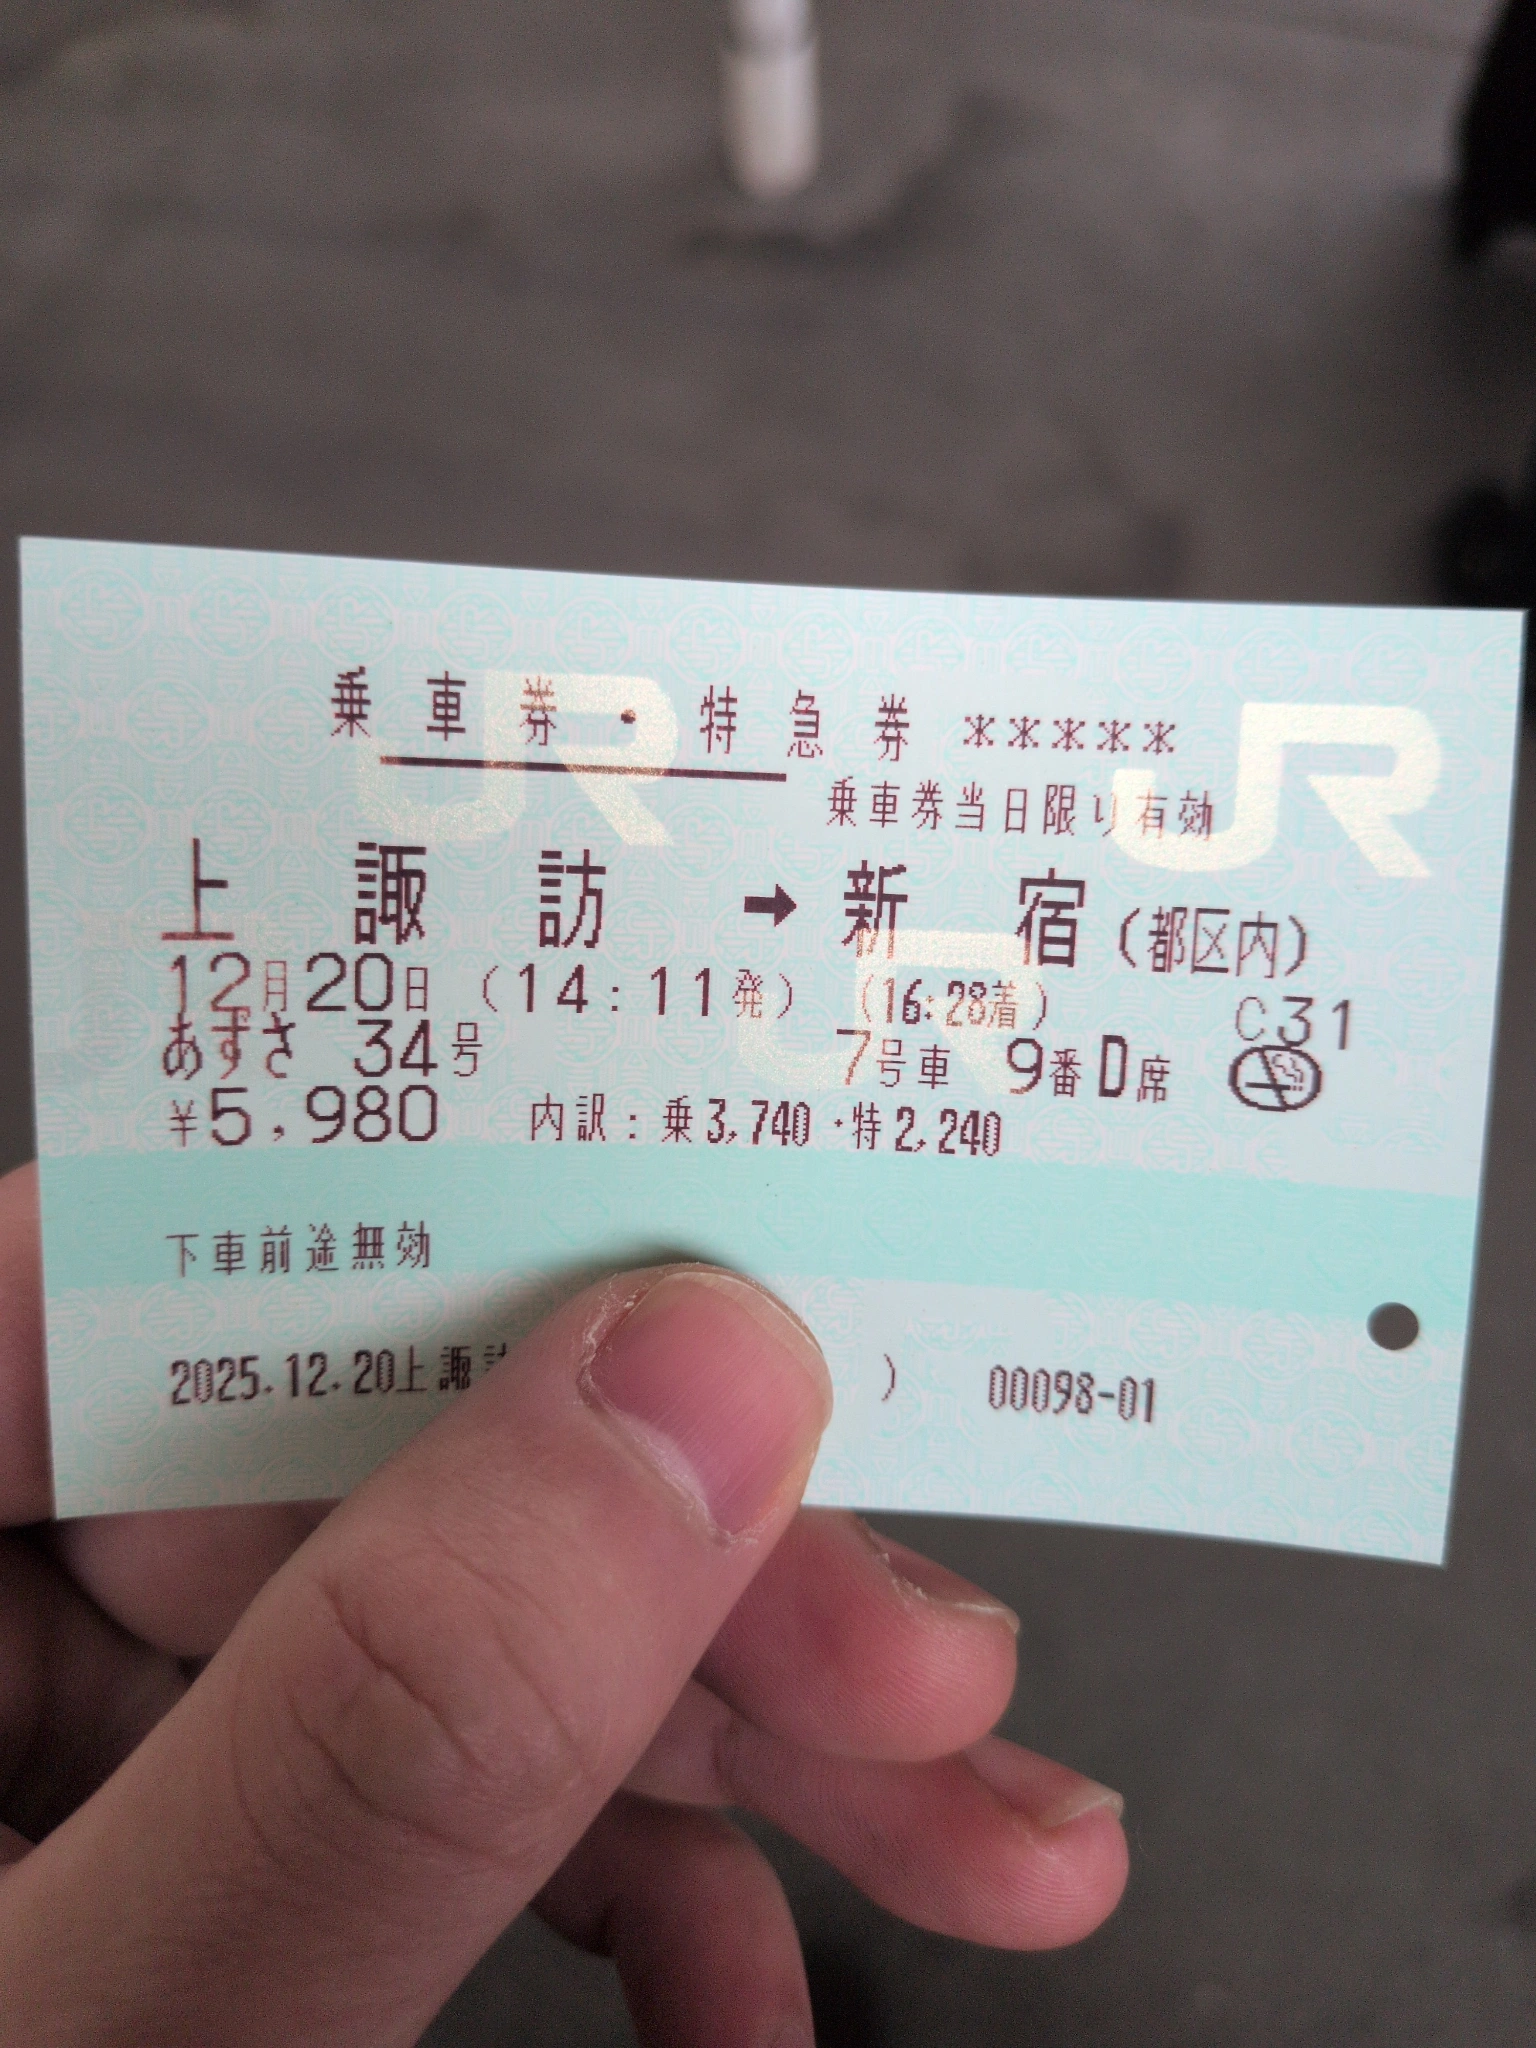 乗車券・特急券 *****
乗車券当日限り有効
上諏訪 → 新宿(都区内)
12月20日 (14:11発) (16:28着) C31
あずさ 34号 7号車 9番D席
¥5,980 内訳:乗3,740・特2,240
下車前途無効
2025.12.20上諏 ) 00098-01
JR
JR
JR